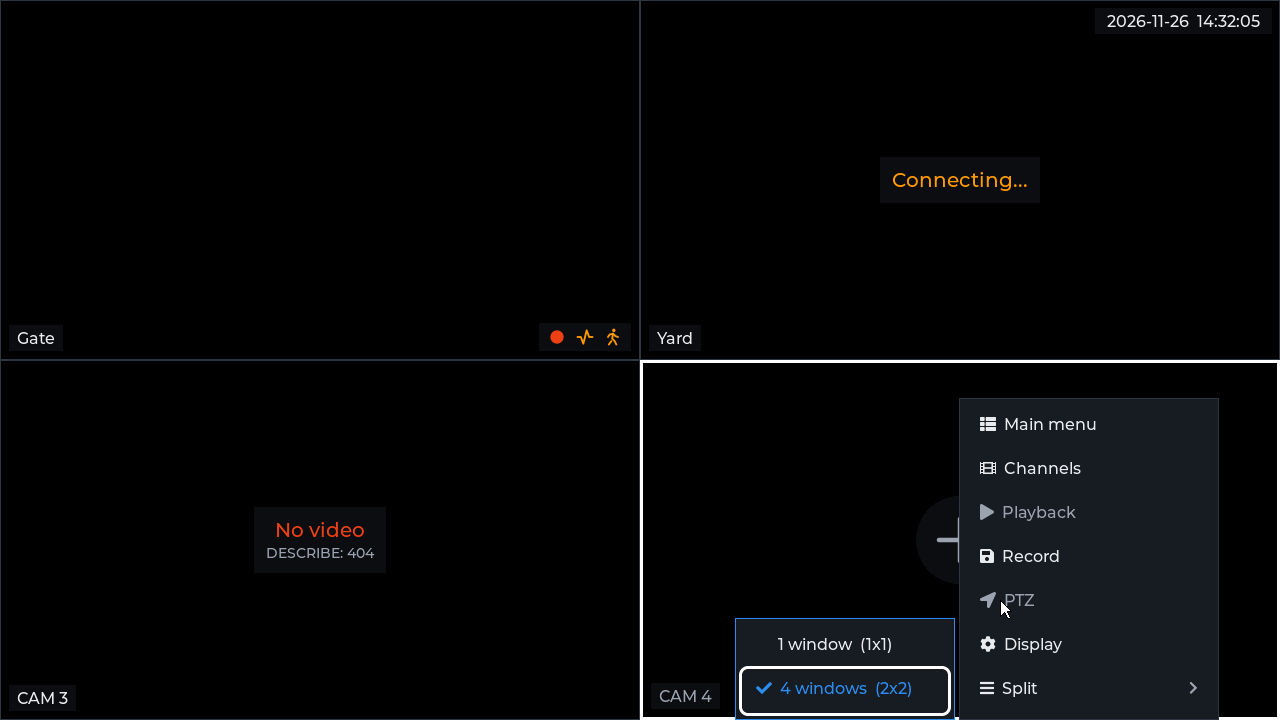 2026-11-26 14:32:05
Connecting...
Gate
Yard
No video
DESCRIBE: 404
CAM 3
CAM 4
Main menu
Channels
Playback
Record
PTZ
Display
Split
1 window (1x1)
4 windows (2x2)